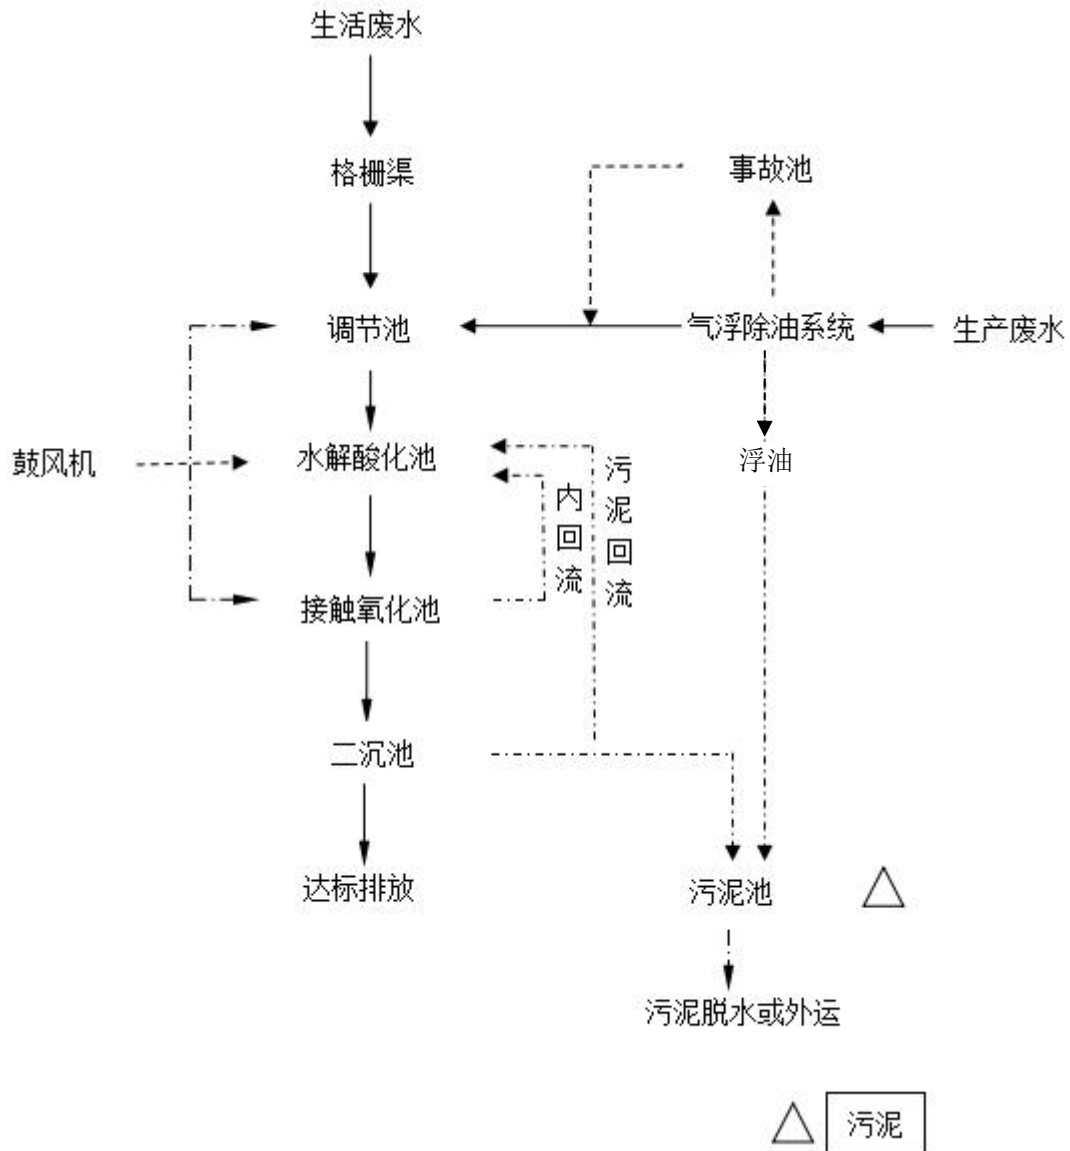 生活废水
格栅渠
事故池
调节池
气浮除油系统
生产废水
鼓风机
水解酸化池
浮油
内回流
污泥回流
接触氧化池
二沉池
达标排放
污泥池
污泥脱水或外运
污泥